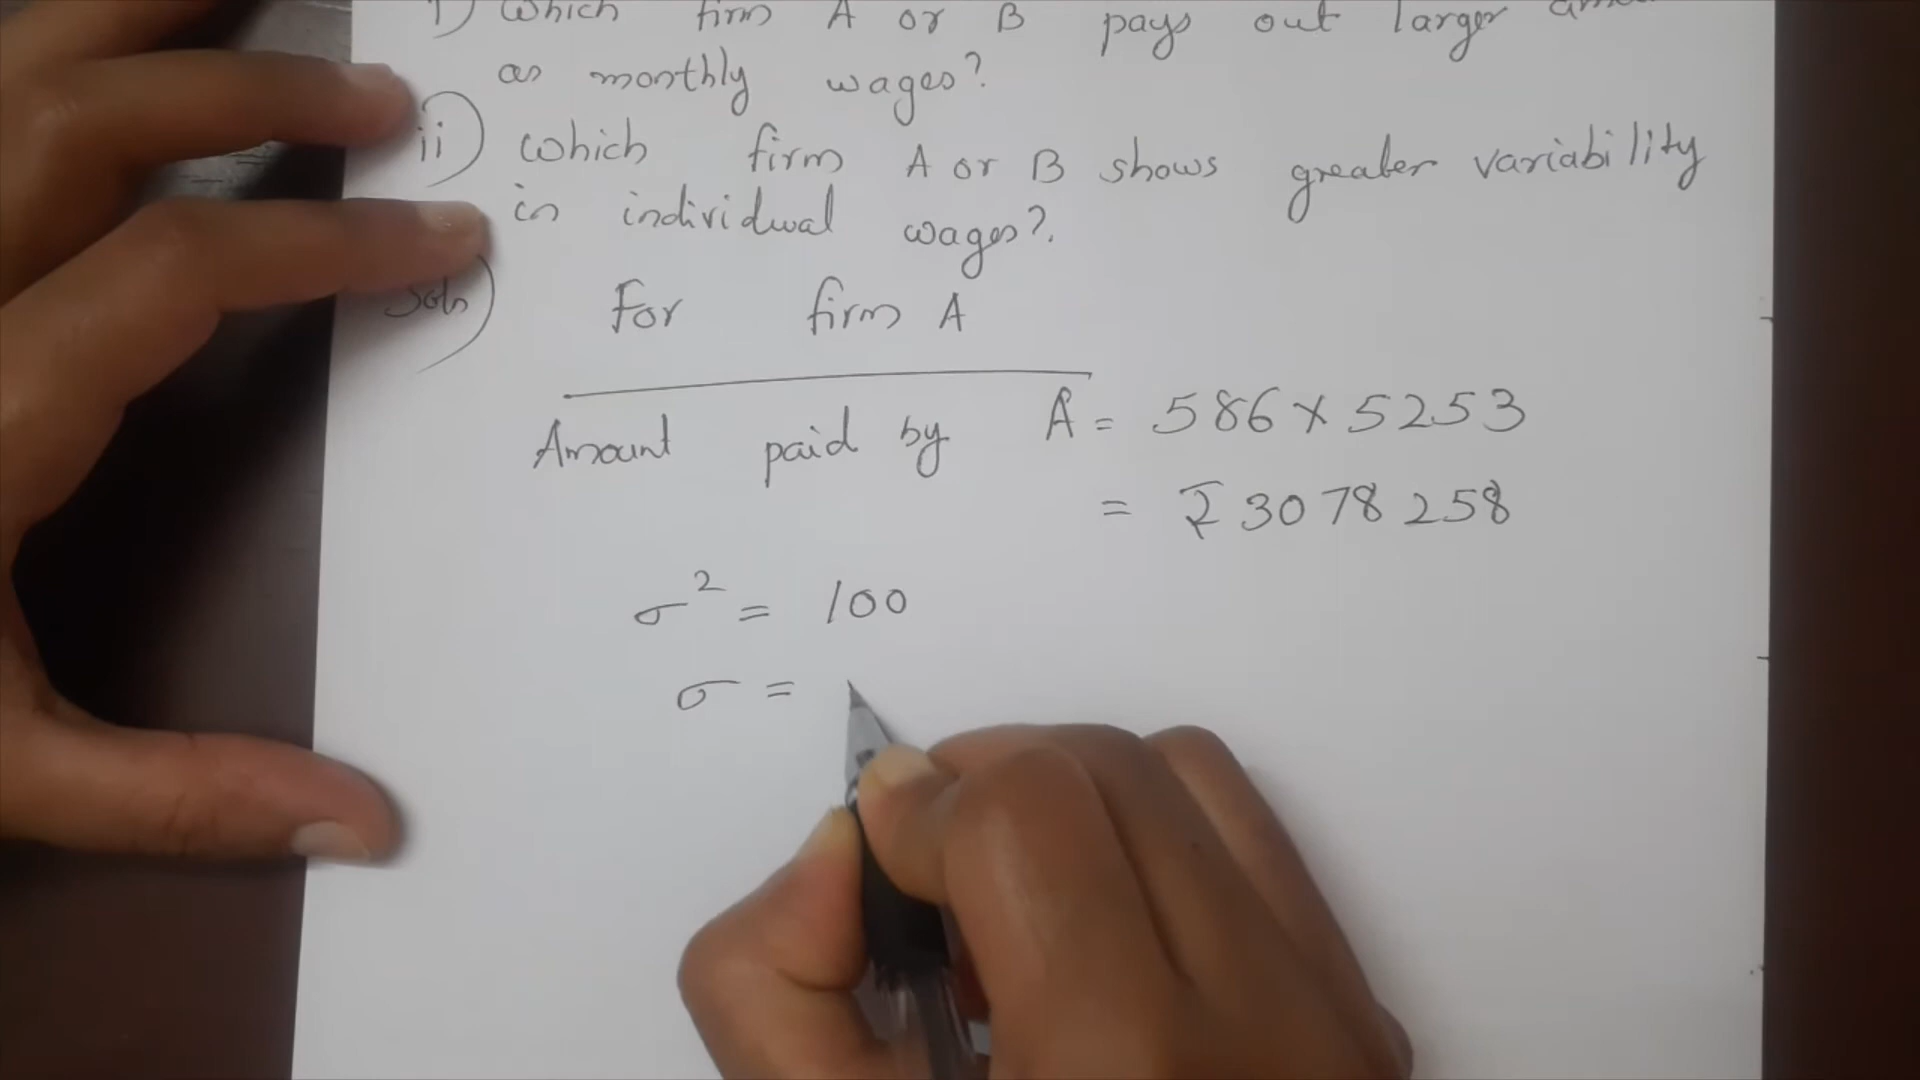 i) Which firm A or B pays out larger
as monthly wages?
ii) Which firm A or B shows greater variability
in individual wages?.
Soln) For firm A
Amount paid by A = 586 × 5253
= ₹ 3078258
σ² = 100
σ =